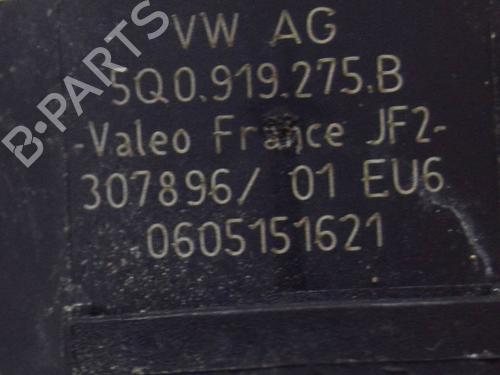 VW AG
5Q0.919.275.B
-Valeo France JF2-
307896/ 01 EU6
0605151621
B-PARTS